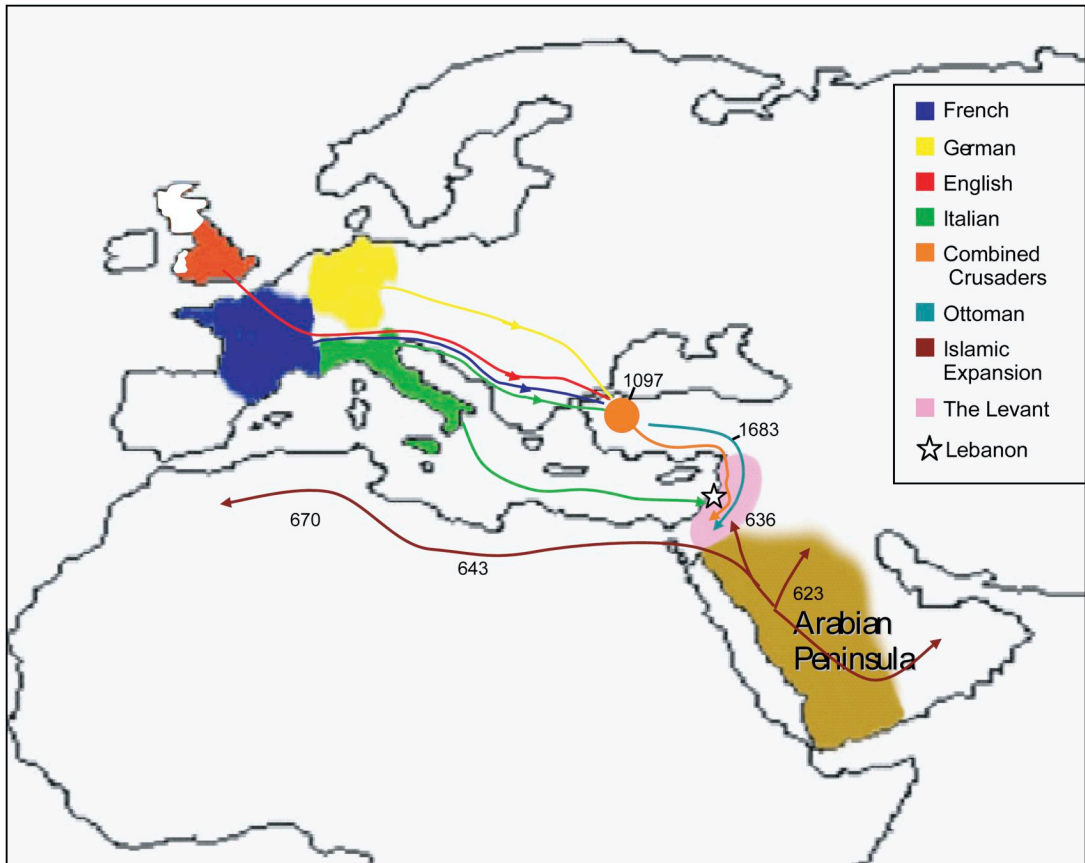 French
German
English
Italian
Combined
Crusaders
Ottoman
Islamic
Expansion
The Levant
Lebanon
1097
1683
670
643
636
623
Arabian
Peninsula